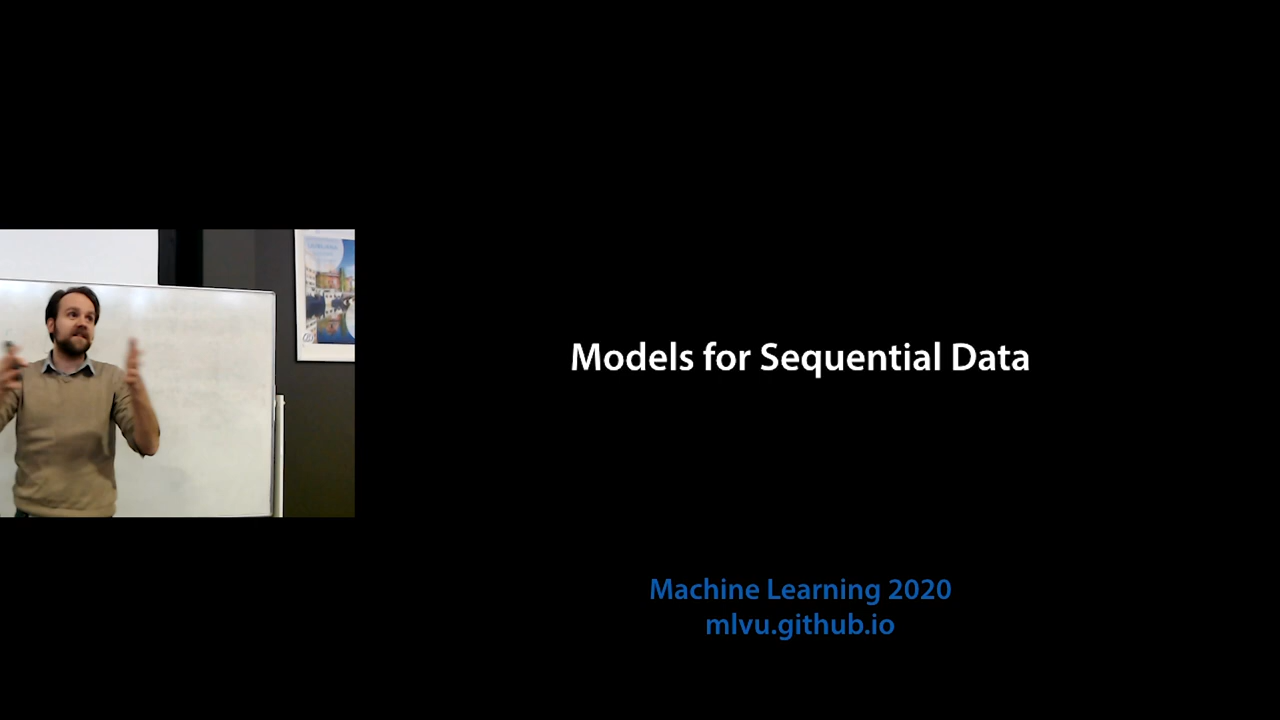 Models for Sequential Data
Machine Learning 2020
mlvu.github.io